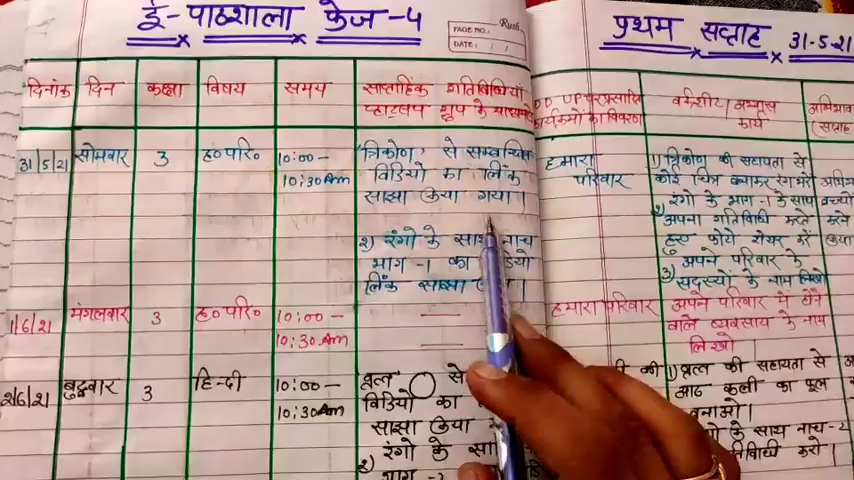 ई-पाठशाला फेज-4
PAGE NO.:
DATE: / /
प्रथम सप्ताह 31-5-21
दिनांक दिन कक्षा विषय समय साप्ताहिक गतिविधियाँ
व्हाट्सप ग्रुप के माध्यम से
DD UP पर प्रसारित
कार्यक्रमों का विवरण
वर्कशीट/अभ्यास
कार्य
31/5/21 सोमवार 3 ह० परि० 10:00-
10:30 Am
'त्रिकोण' से सम्बन्धित
विडियो का लिंक
साझा किया गया।
2) रंगो के साथ नाच
भाग-1 का
लिंक साझा
हमारा
परिवार
1) त्रिकोण की सहायता से
कोई चित्र बनाकर रंग भरें
2) रंगो के भाग-1 के साथ
अपना गतिविधि करते
हुए फोटो शेयर करें
3) अपने परिवार के
सदस्यों के नाम लिखो
1/6/21 मंगलवार 3 ह० परि० 10:00-
10:30 Am
हमारा परिवार
अपने परिवार में होने
वाले व्यवसाय के नाम
लिखो।
2/6/21 बुद्धवार 3 हिन्दी 10:00-
10:30 Am
'वृत्त' से
विडियो का
साझा किया
2) रंगो के
भाग-2
की
1) वृत्त की सहायता से
आठ कली का फूल
बनाओ।
के साथ नाच-2
करो।